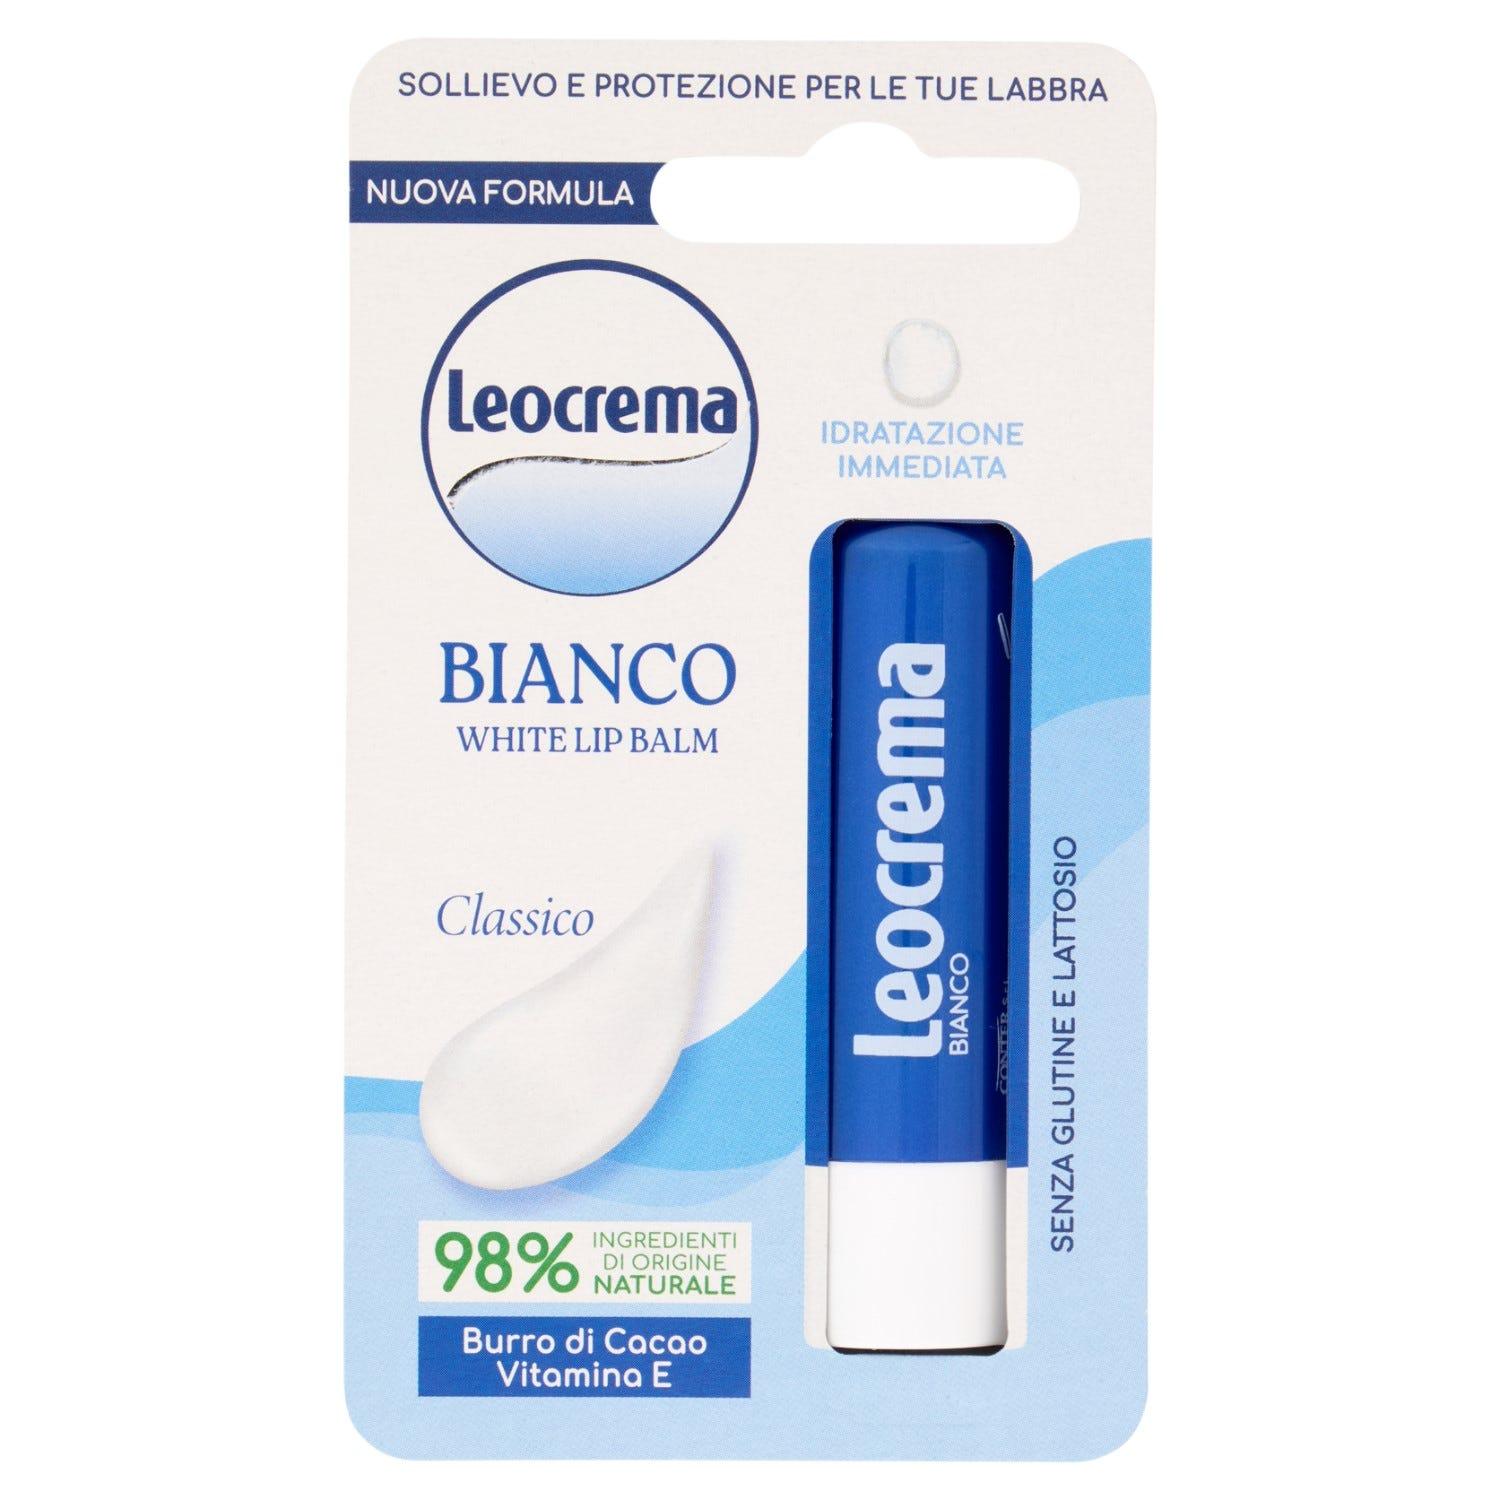 SOLLIEVO E PROTEZIONE PER LE TUE LABBRA
NUOVA FORMULA
Leocrema
IDRATAZIONE
IMMEDIATA
BIANCO
WHITE LIP BALM
Classico
Leocrema
BIANCO
SENZA GLUTINE E LATTOSIO
98%
INGREDIENTI
DI ORIGINE
NATURALE
Burro di Cacao
Vitamina E